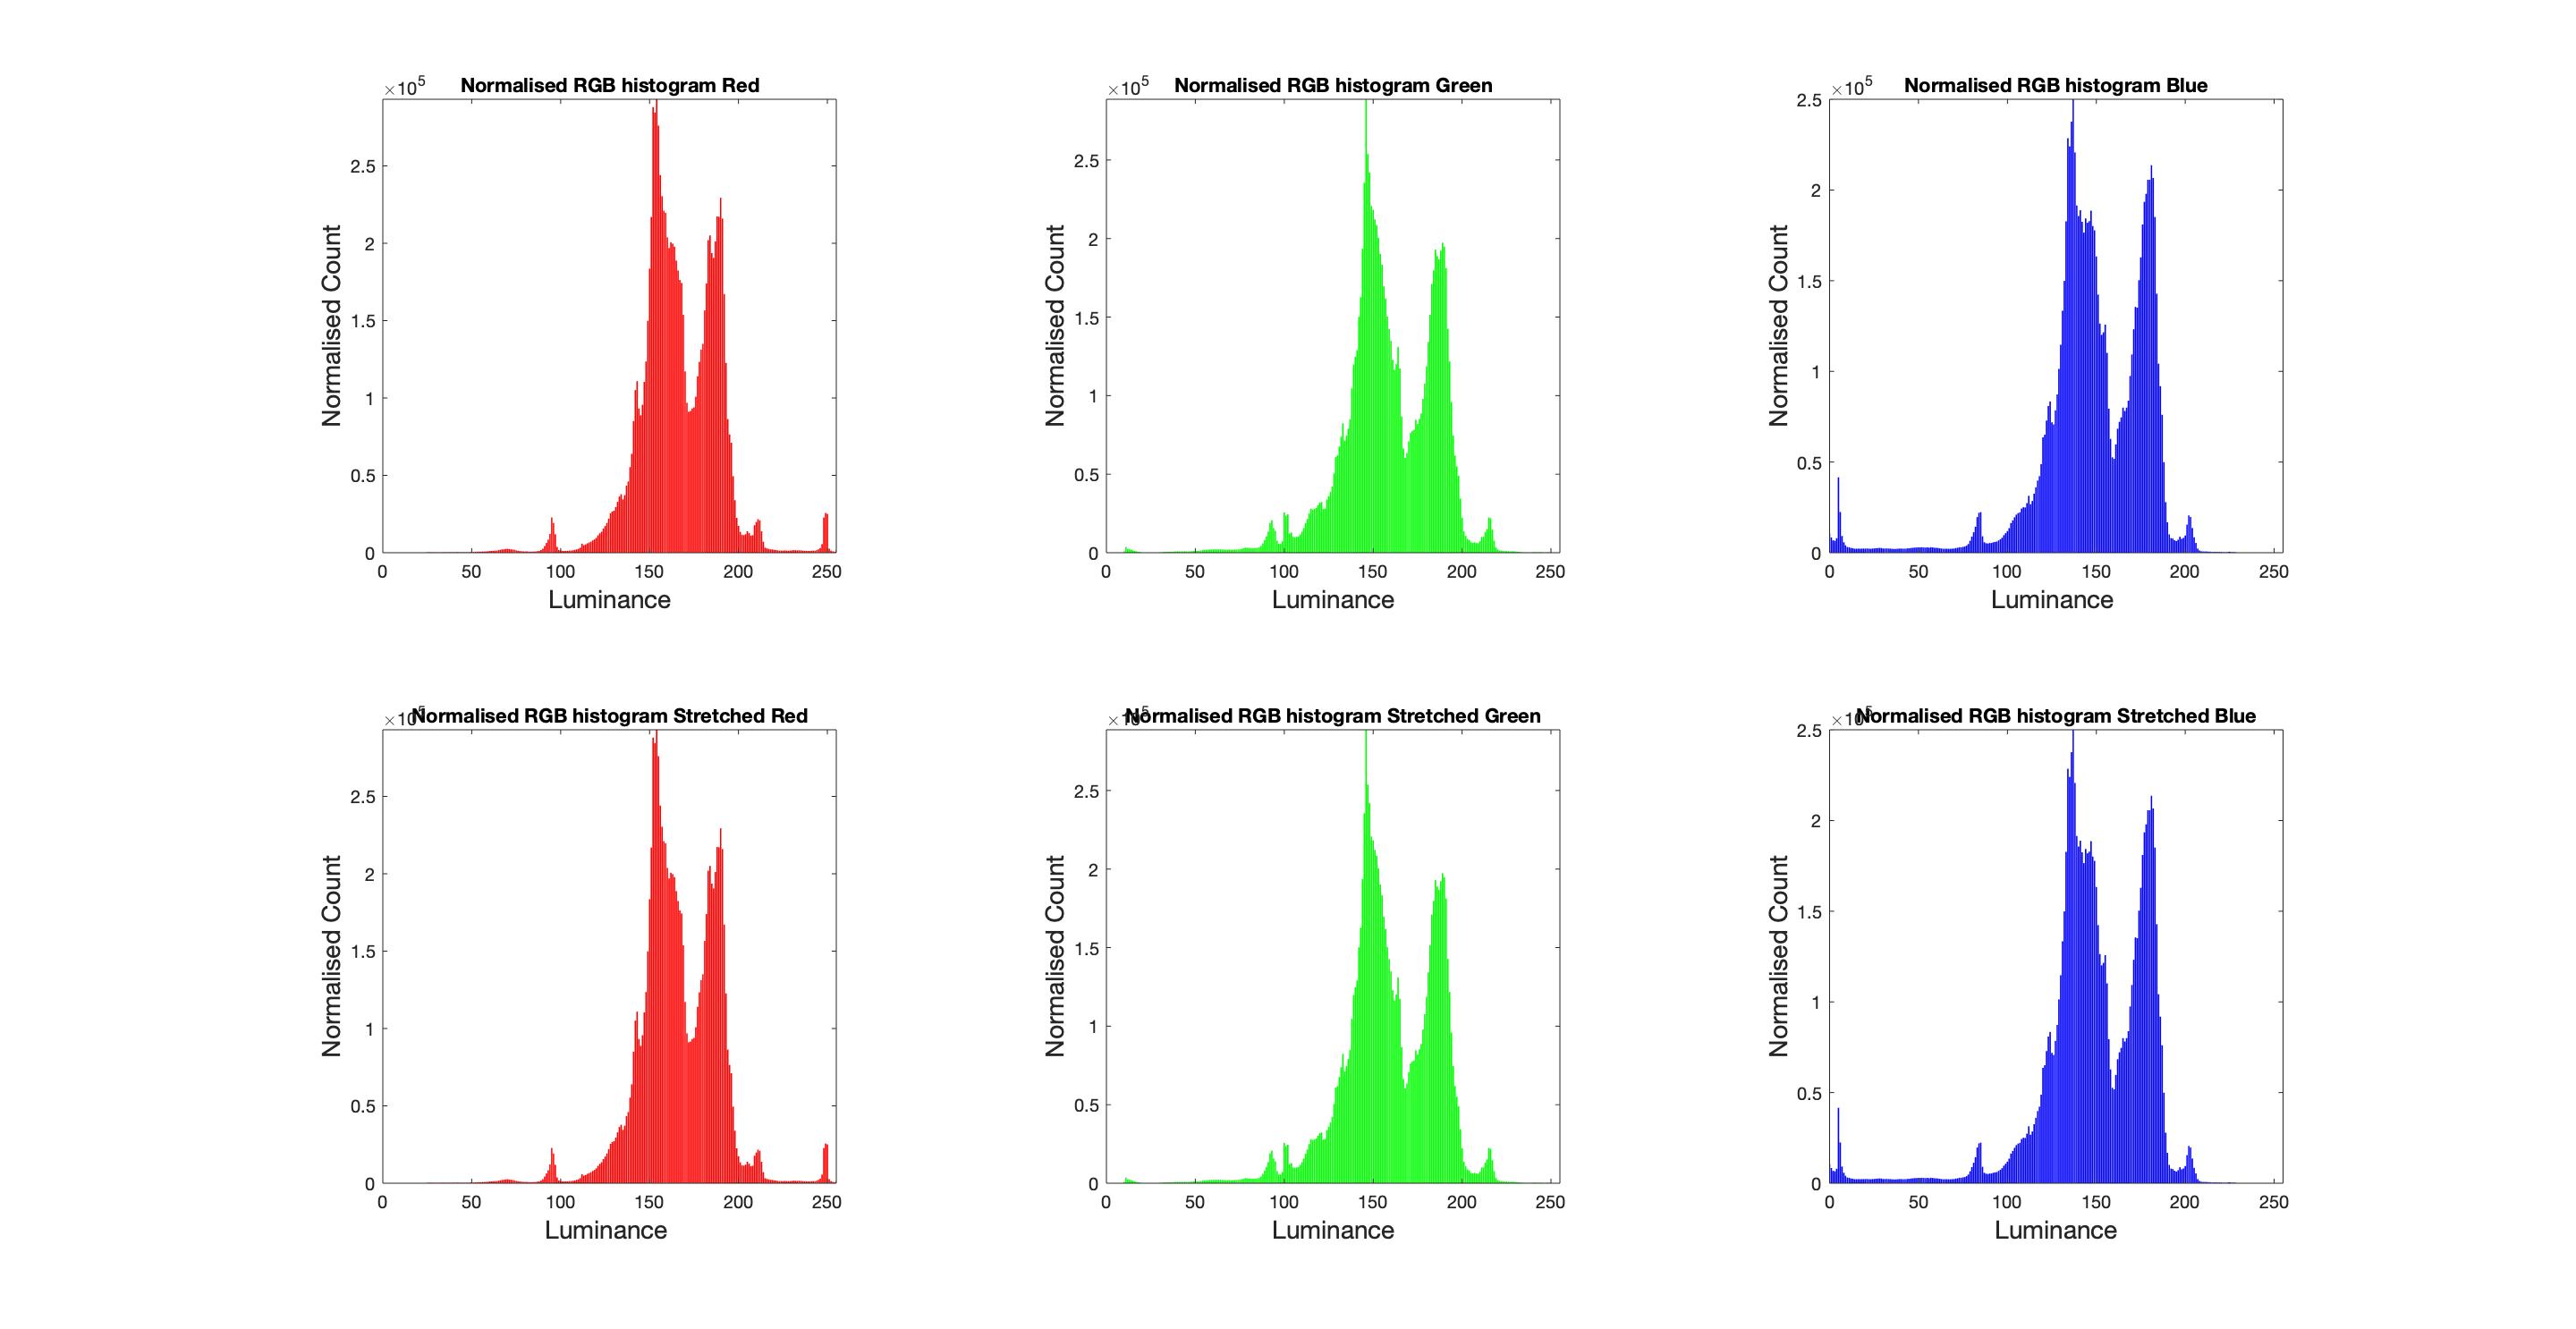 ×10⁵ Normalised RGB histogram Red
2.5
2
1.5
1
0.5
0
Normalised Count
0 50 100 150 200 250
Luminance
×10⁵ Normalised RGB histogram Green
2.5
2
1.5
1
0.5
0
Normalised Count
0 50 100 150 200 250
Luminance
×10⁵ Normalised RGB histogram Blue
2.5
2
1.5
1
0.5
0
Normalised Count
0 50 100 150 200 250
Luminance
×10⁵ Normalised RGB histogram Stretched Red
2.5
2
1.5
1
0.5
0
Normalised Count
0 50 100 150 200 250
Luminance
×10⁵ Normalised RGB histogram Stretched Green
2.5
2
1.5
1
0.5
0
Normalised Count
0 50 100 150 200 250
Luminance
×10⁵ Normalised RGB histogram Stretched Blue
2.5
2
1.5
1
0.5
0
Normalised Count
0 50 100 150 200 250
Luminance